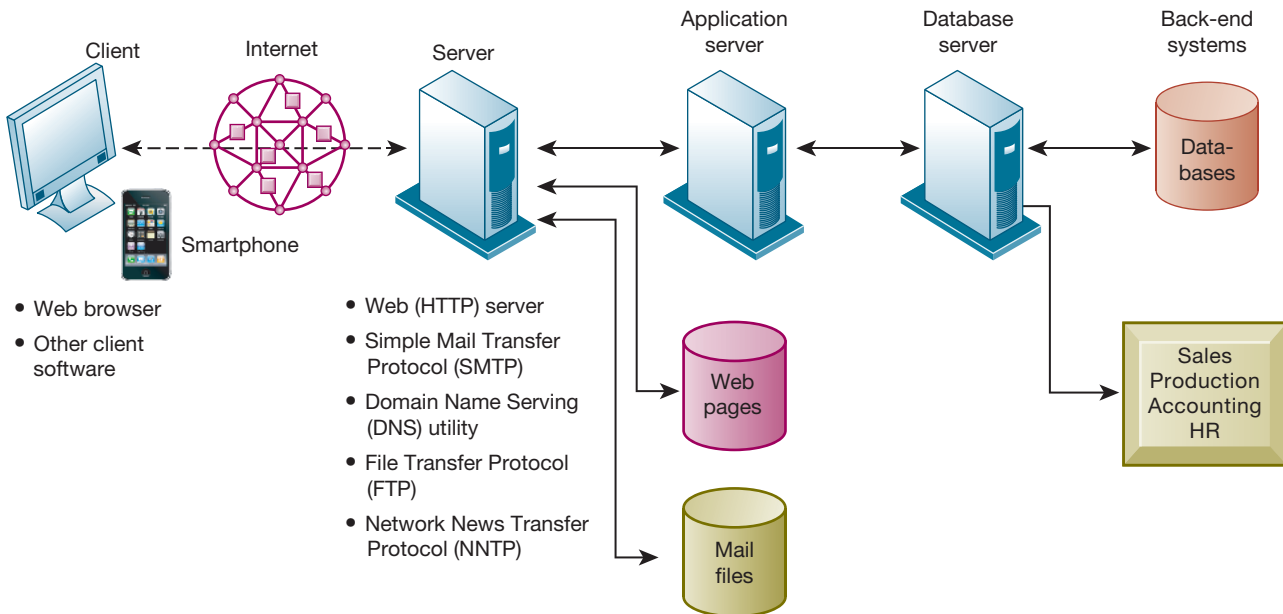 Client
Internet
Server
Application
server
Database
server
Back-end
systems
Data-
bases
Smartphone
• Web browser
• Other client
software
• Web (HTTP) server
• Simple Mail Transfer
Protocol (SMTP)
• Domain Name Serving
(DNS) utility
• File Transfer Protocol
(FTP)
• Network News Transfer
Protocol (NNTP)
Web
pages
Mail
files
Sales
Production
Accounting
HR